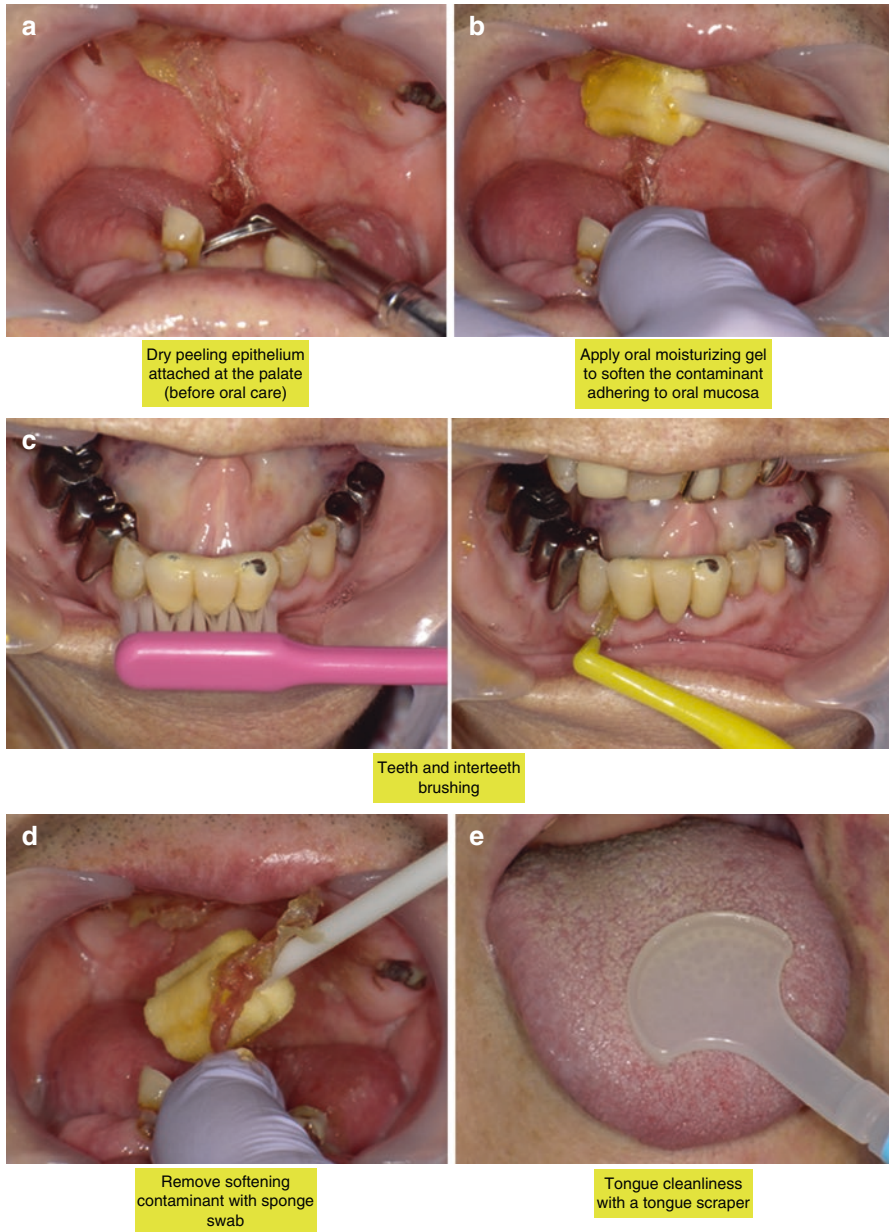 a
b
Dry peeling epithelium
attached at the palate
(before oral care)
Apply oral moisturizing gel
to soften the contaminant
adhering to oral mucosa
c
Teeth and interteeth
brushing
d
e
Remove softening
contaminant with sponge
swab
Tongue cleanliness
with a tongue scraper